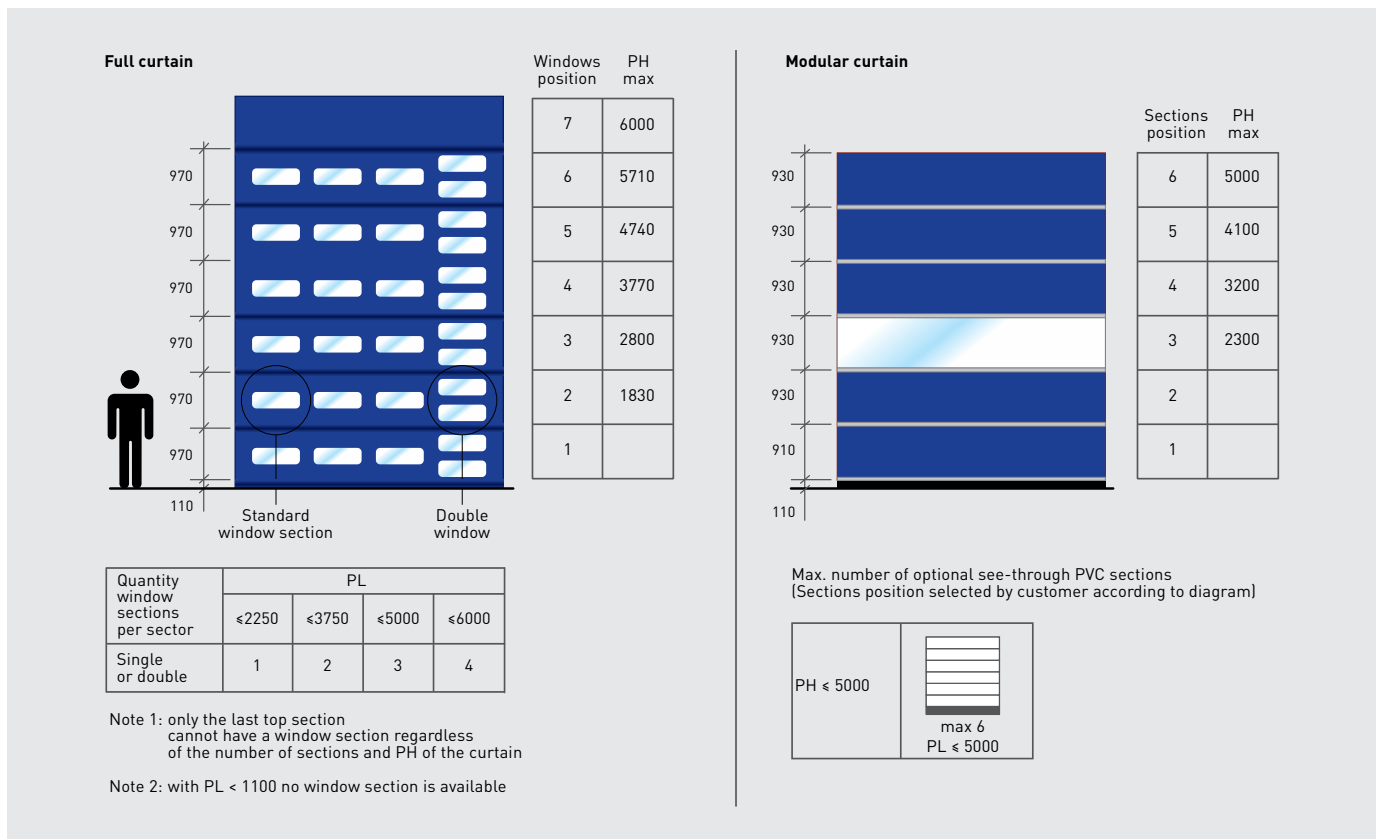 Full curtain
Windows position
PH max
7 6000
6 5710
5 4740
4 3770
3 2800
2 1830
1
970
970
970
970
970
970
110
Standard
window section
Double
window
Quantity
window
sections
per sector
PL
≤2250 ≤3750 ≤5000 ≤6000
Single
or double
1 2 3 4
Note 1: only the last top section
cannot have a window section regardless
of the number of sections and PH of the curtain
Note 2: with PL < 1100 no window section is available
Modular curtain
Sections position
PH max
6 5000
5 4100
4 3200
3 2300
2
1
930
930
930
930
930
910
110
Max. number of optional see-through PVC sections
(Sections position selected by customer according to diagram)
PH ≤ 5000
max 6
PL ≤ 5000